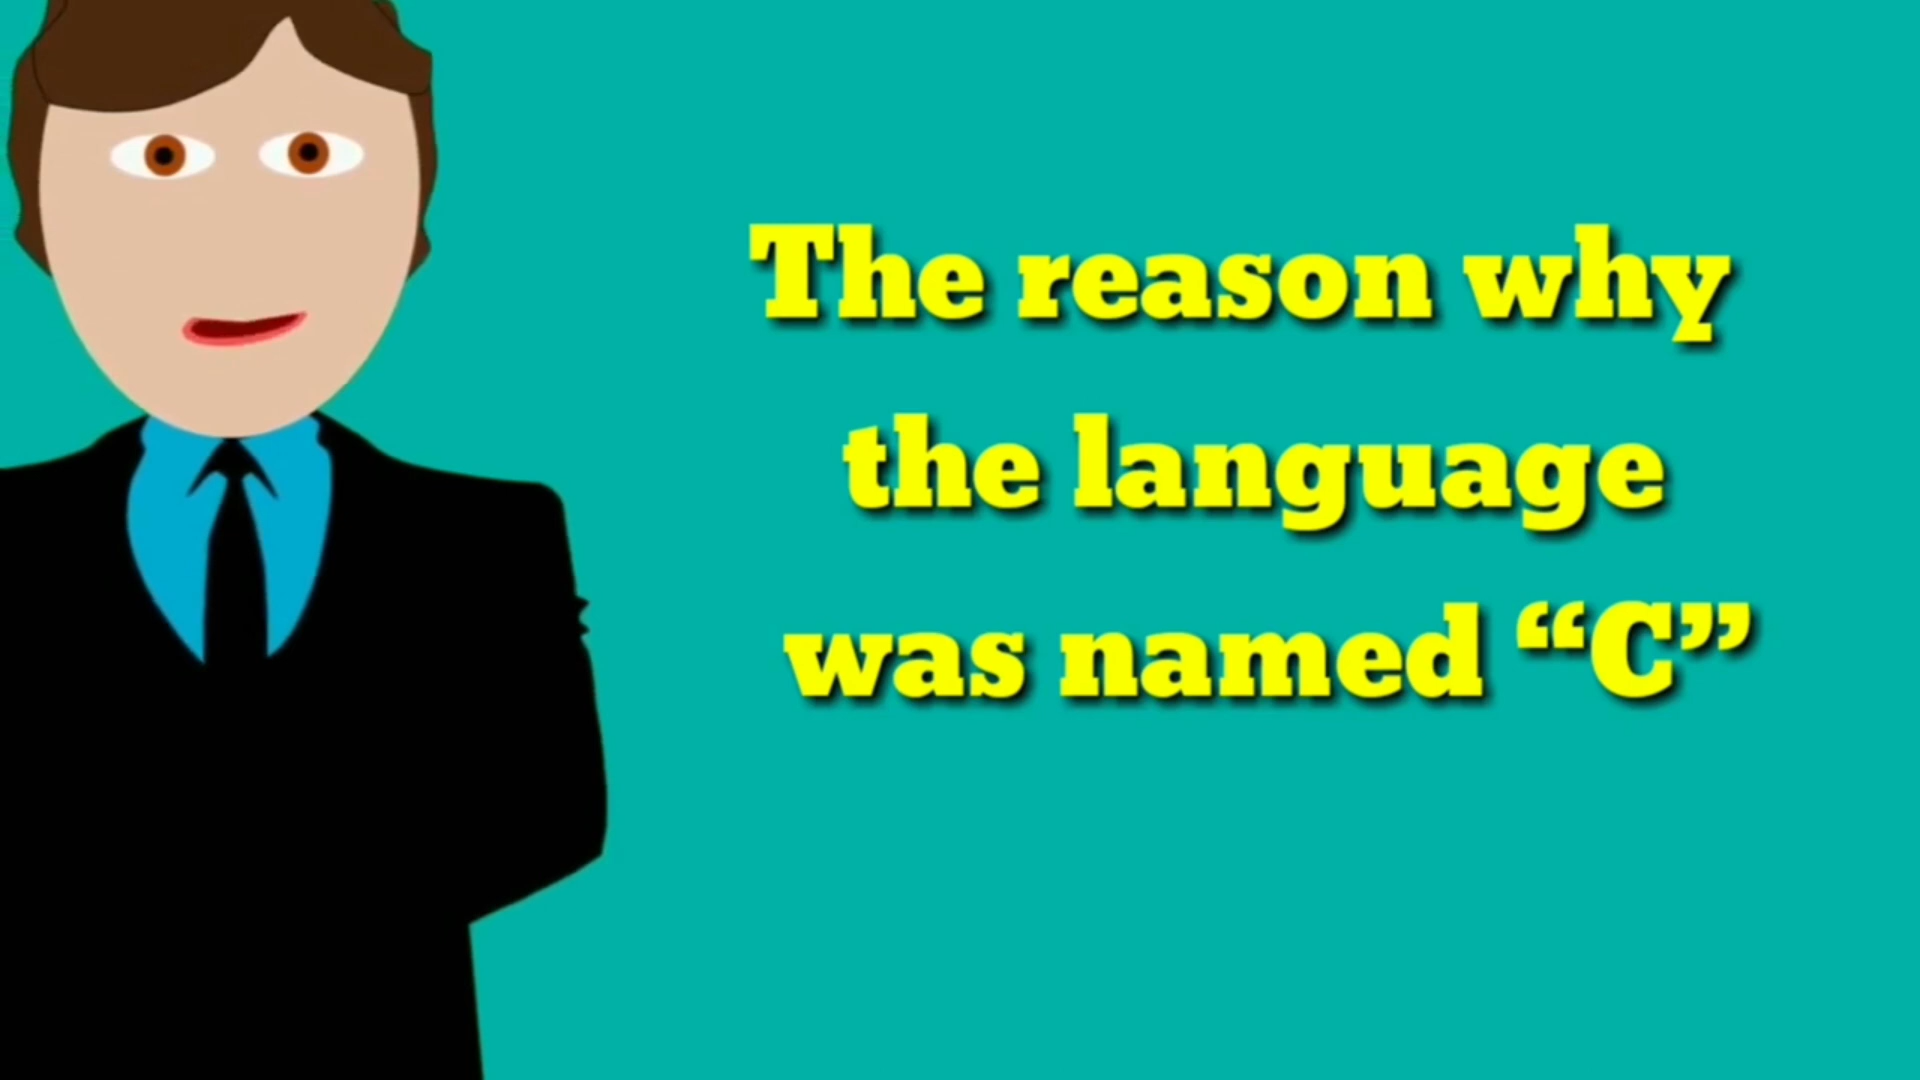 The reason why
the language
was named “C”